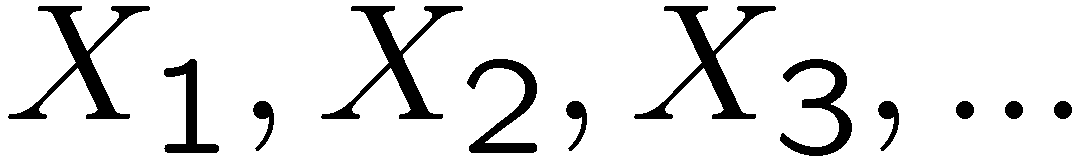 X₁, X₂, X₃, ...